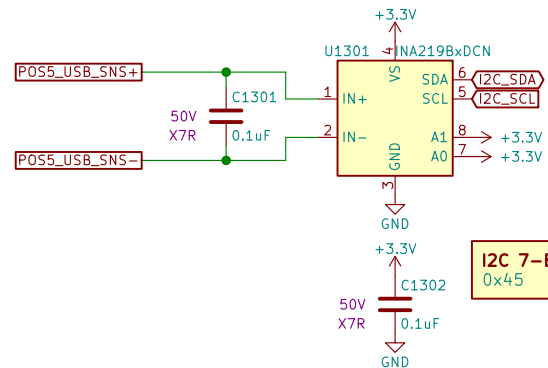 +3.3V
U1301
INA219BxDCN
4
VS
POS5_USB_SNS+
SDA
6
I2C_SDA
C1301
1
IN+
SCL
5
I2C_SCL
50V
X7R
0.1uF
2
IN-
A1
8
+3.3V
A0
7
+3.3V
POS5_USB_SNS-
GND
3
GND
+3.3V
I2C 7-
0x45
C1302
50V
X7R
0.1uF
GND